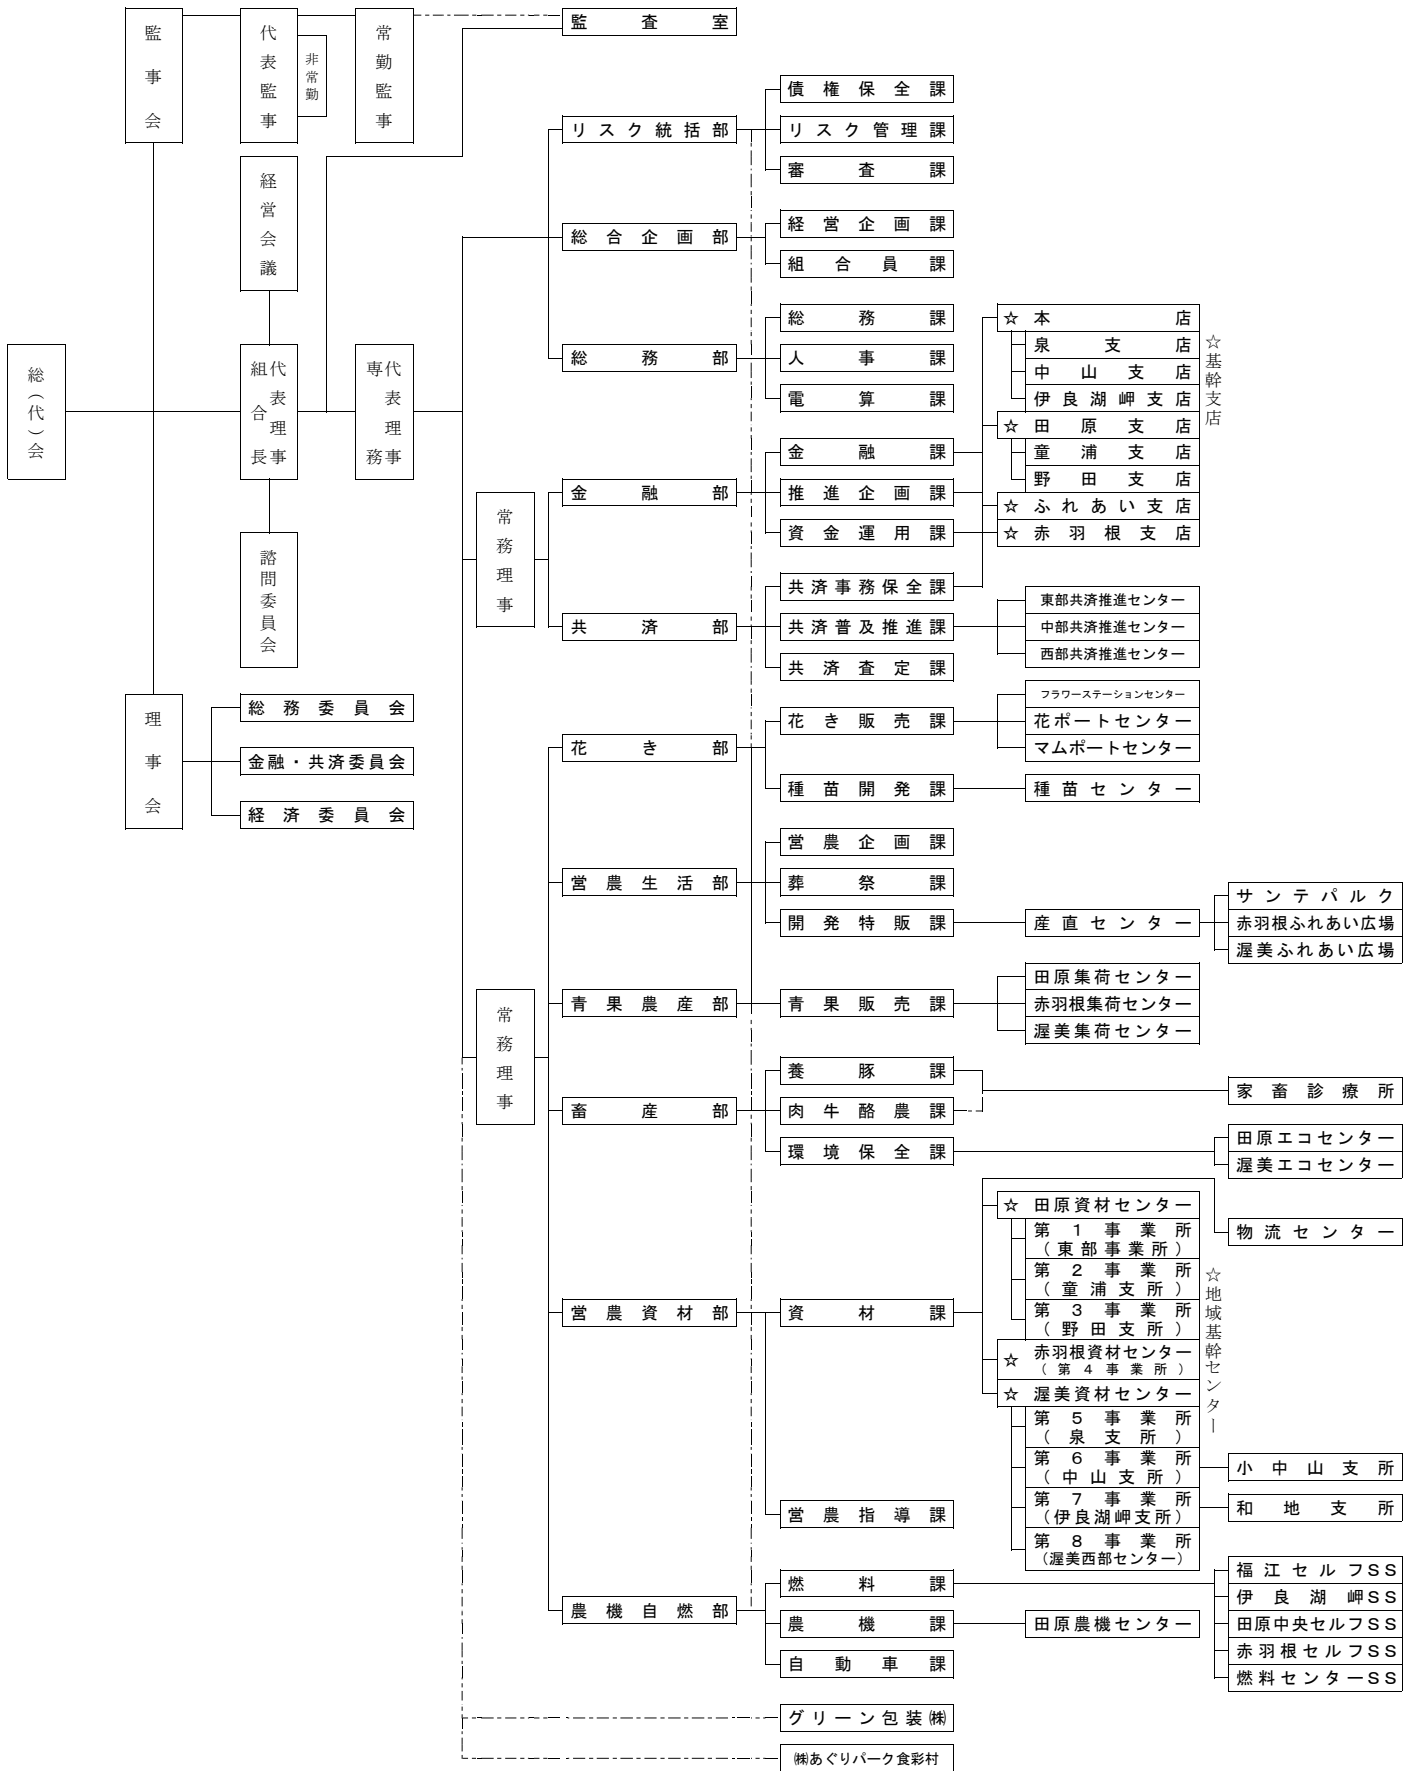 監事会
代表監事
非常勤
常勤監事
監査室
債権保全課
リスク統括部
リスク管理課
審査課
経営会議
経営企画課
総合企画部
組合員課
総務課
☆ 本店
泉支店
総（代）会
代表理事組合長
代表理事専務
総務部
人事課
中山支店
☆基幹支店
電算課
伊良湖岬支店
☆ 田原支店
金融課
童浦支店
野田支店
常務理事
金融部
推進企画課
☆ ふれあい支店
資金運用課
☆ 赤羽根支店
諮問委員会
共済事務保全課
東部共済推進センター
共済部
共済普及推進課
中部共済推進センター
西部共済推進センター
共済査定課
フラワーステーションセンター
理事会
総務委員会
花き販売課
花ポートセンター
金融・共済委員会
花き部
マムポートセンター
種苗開発課
種苗センター
経済委員会
営農企画課
営農生活部
葬祭課
サンテパルク
開発特販課
産直センター
赤羽根ふれあい広場
渥美ふれあい広場
田原集荷センター
常務理事
青果農産部
青果販売課
赤羽根集荷センター
渥美集荷センター
養豚課
家畜診療所
畜産部
肉牛酪農課
環境保全課
田原エコセンター
渥美エコセンター
☆ 田原資材センター
物流センター
第１事業所
（東部事業所）
第２事業所
（童浦支所）
☆地域基幹センター
営農資材部
資材課
第３事業所
（野田支所）
☆ 赤羽根資材センター
（第４事業所）
☆ 渥美資材センター
第５事業所
（泉支所）
第６事業所
（中山支所）
小中山支所
第７事業所
（伊良湖岬支所）
和地支所
営農指導課
第８事業所
（渥美西部センター）
燃料課
福江セルフＳＳ
伊良湖岬ＳＳ
農機自燃部
農機課
田原農機センター
田原中央セルフＳＳ
赤羽根セルフＳＳ
自動車課
燃料センターＳＳ
グリーン包装㈱
㈱あぐりパーク食彩村